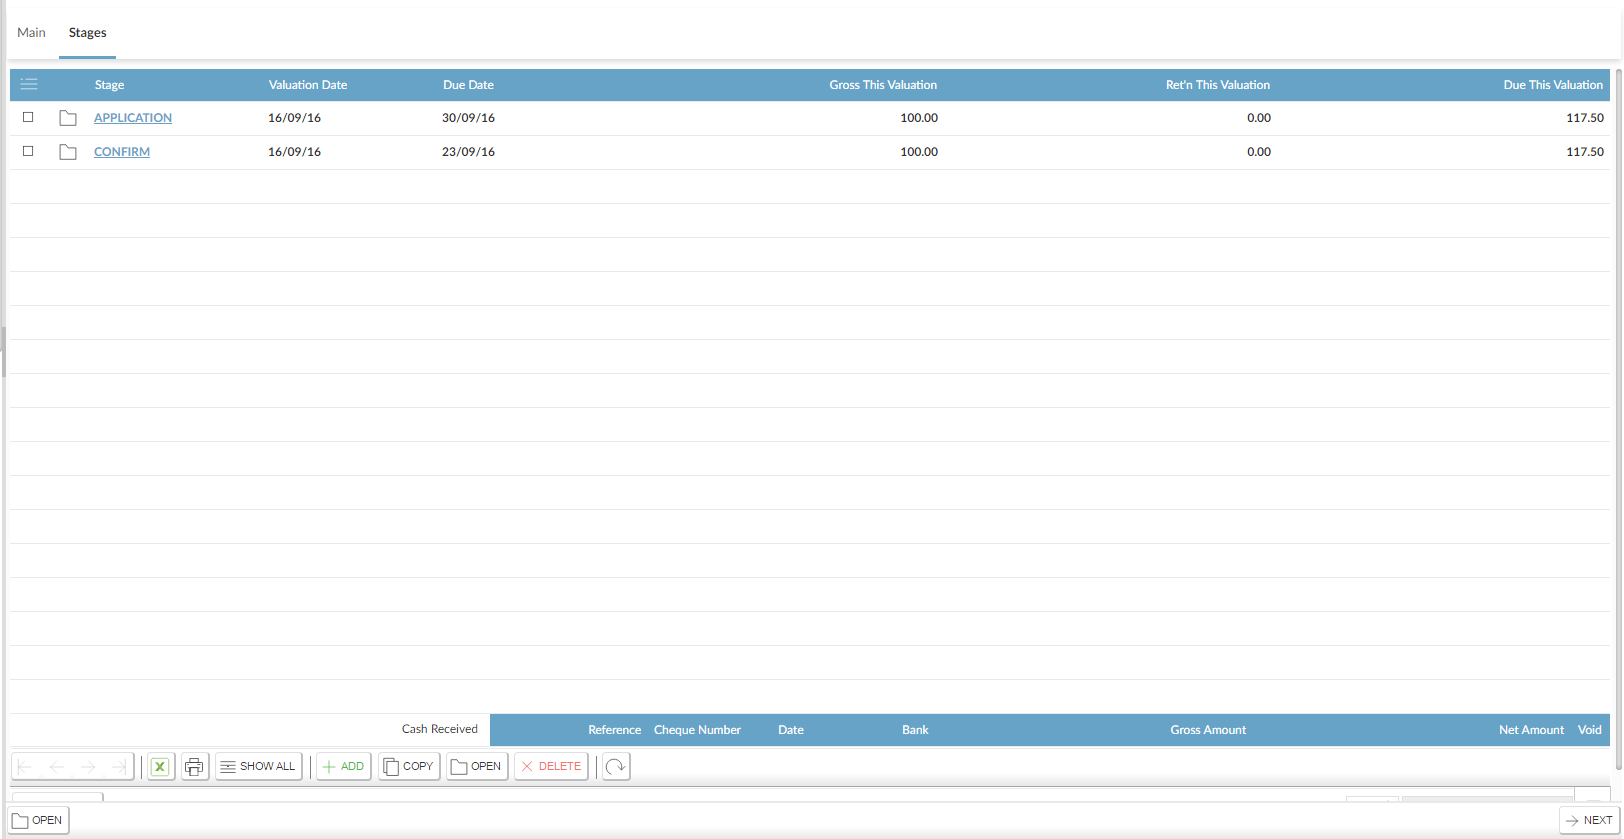 Main Stages
Stage Valuation Date Due Date Gross This Valuation Ret'n This Valuation Due This Valuation
APPLICATION 16/09/16 30/09/16 100.00 0.00 117.50
CONFIRM 16/09/16 23/09/16 100.00 0.00 117.50
Cash Received Reference Cheque Number Date Bank Gross Amount Net Amount Void
SHOW ALL ADD COPY OPEN DELETE
OPEN NEXT